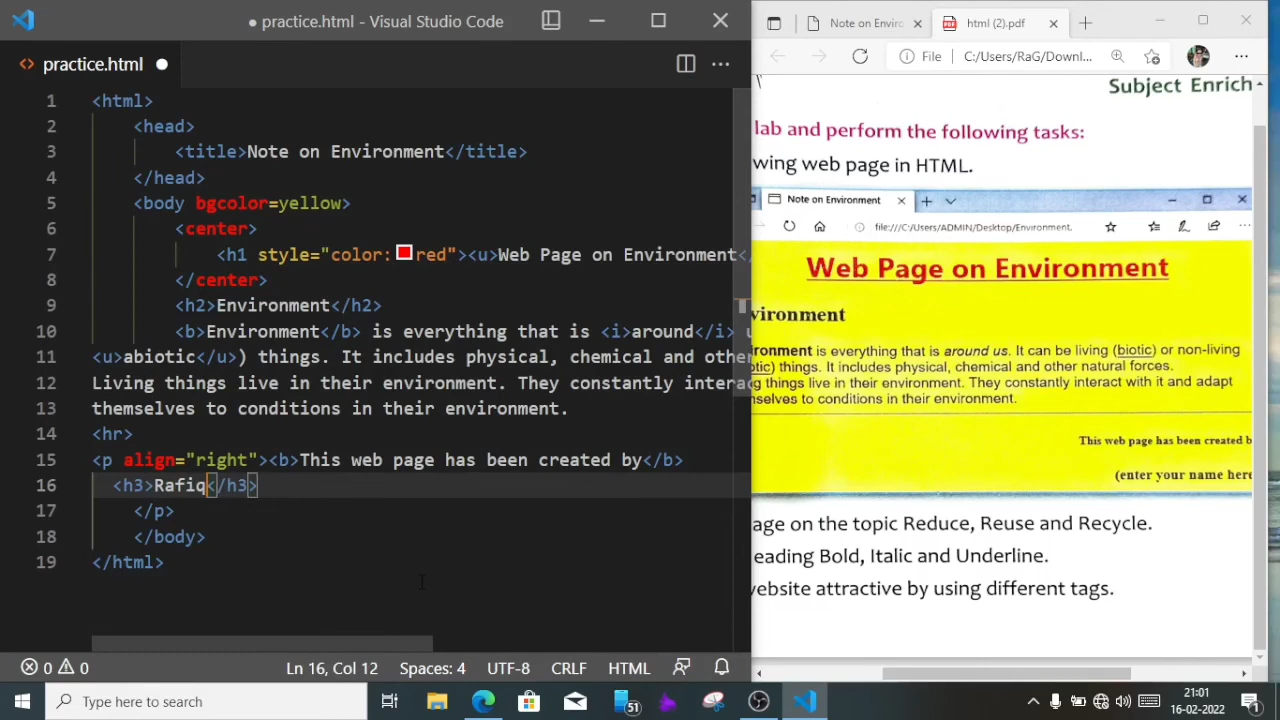 practice.html - Visual Studio Code
practice.html
1 <html>
2 <head>
3 <title>Note on Environment</title>
4 </head>
5 <body bgcolor=yellow>
6 <center>
7 <h1 style="color: red"><u>Web Page on Environment</
8 </center>
9 <h2>Environment</h2>
10 <b>Environment</b> is everything that is <i>around</i> u
11 <u>abiotic</u>) things. It includes physical, chemical and othe
12 Living things live in their environment. They constantly interac
13 themselves to conditions in their environment.
14 <hr>
15 <p align="right"><b>This web page has been created by</b>
16 <h3>Rafiq</h3>
17 </p>
18 </body>
19 </html>
0 0 Ln 16, Col 12 Spaces: 4 UTF-8 CRLF HTML
Note on Enviro html (2).pdf
File C:/Users/RaG/Downl...
Subject Enrich
lab and perform the following tasks:
wing web page in HTML.
Note on Environment
file:///C:/Users/ADMIN/Desktop/Environment.
Web Page on Environment
vironment
ronment is everything that is around us. It can be living (biotic) or non-living
otic) things. It includes physical, chemical and other natural forces.
g things live in their environment. They constantly interact with it and adapt
mselves to conditions in their environment.
This web page has been created b
(enter your name here
age on the topic Reduce, Reuse and Recycle.
eading Bold, Italic and Underline.
vebsite attractive by using different tags.
Type here to search
51
21:01
16-02-2022
1